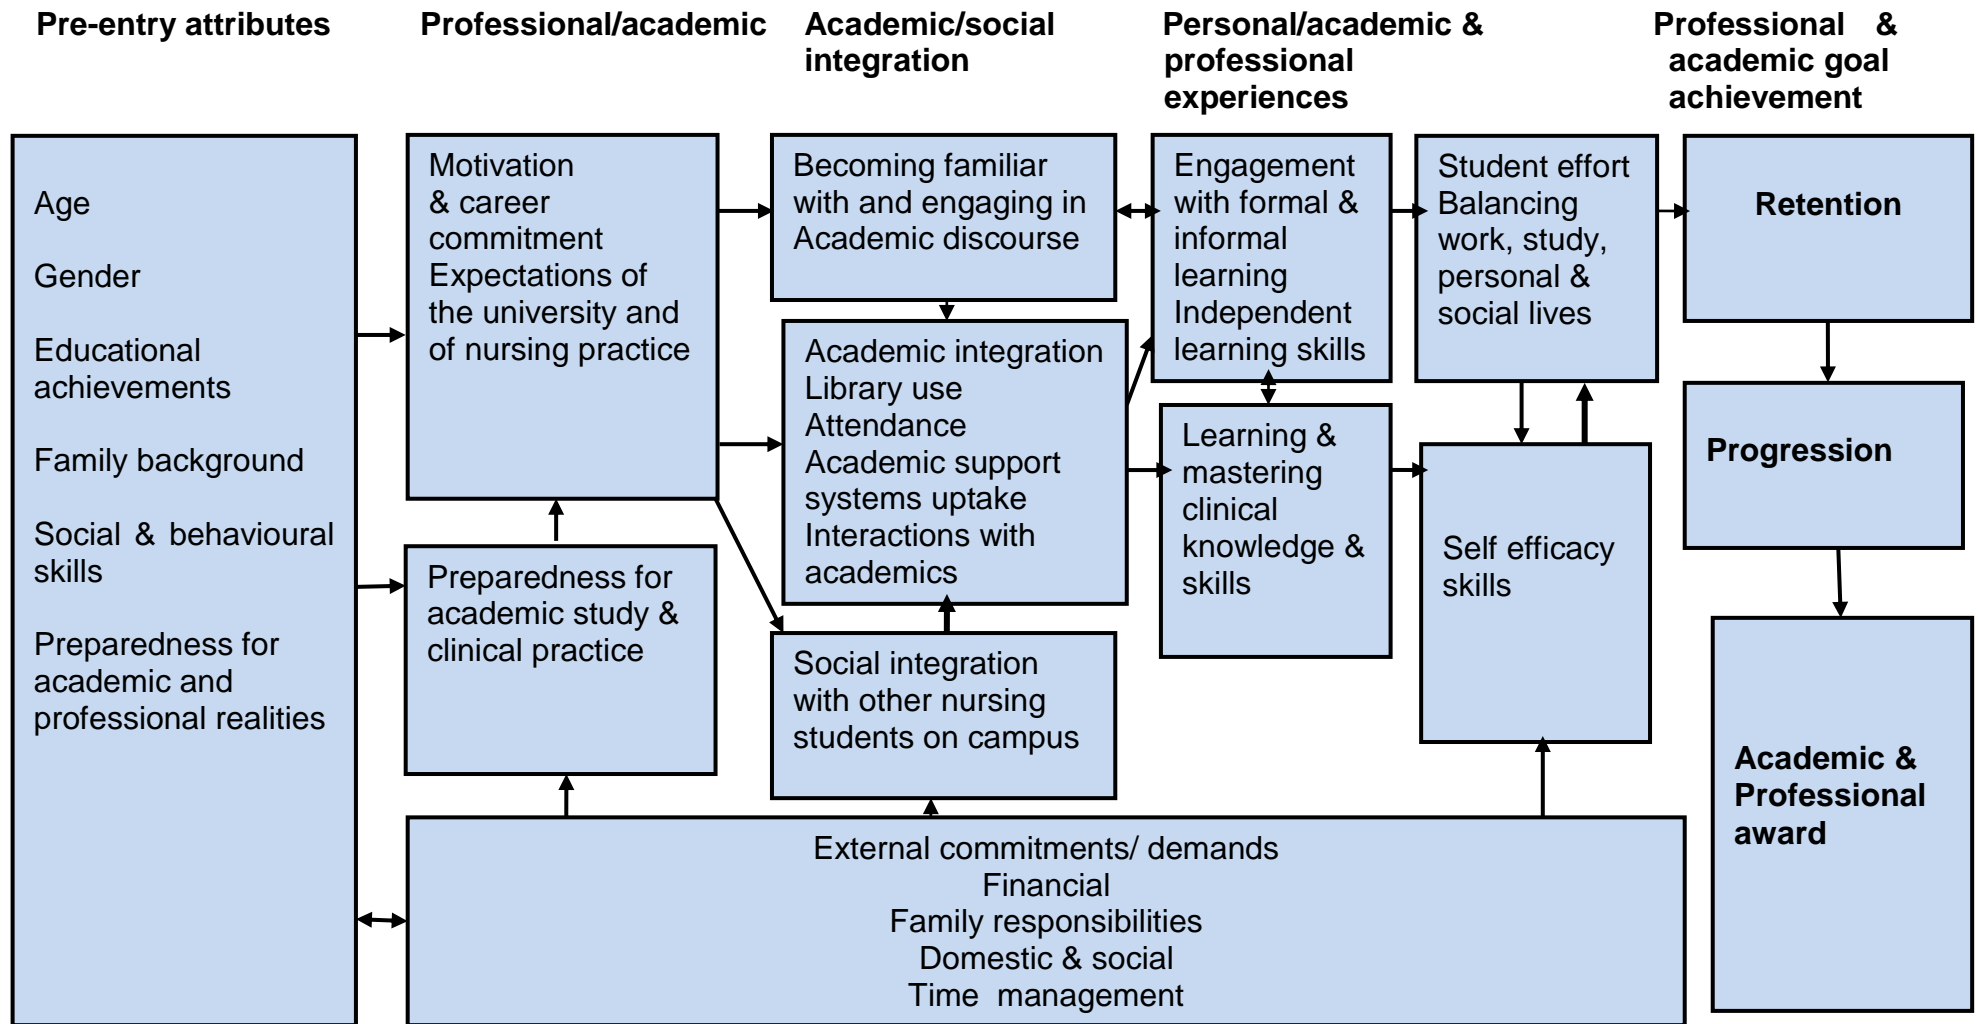 Pre-entry attributes
Professional/academic
Academic/social
integration
Personal/academic &
professional
experiences
Professional & 
academic goal
achievement
Age
Gender
Educational
achievements
Family background
Social & behavioural
skills
Preparedness for
academic and
professional realities
Motivation
& career
commitment
Expectations of
the university and
of nursing practice
Preparedness for
academic study &
clinical practice
Becoming familiar
with and engaging in
Academic discourse
Academic integration
Library use
Attendance
Academic support
systems uptake
Interactions with
academics
Social integration
with other nursing
students on campus
Engagement
with formal &
informal
learning
Independent
learning skills
Learning &
mastering
clinical
knowledge &
skills
Student effort
Balancing
work, study,
personal &
social lives
Self efficacy
skills
Retention
Progression
Academic &
Professional
award
External commitments/ demands
Financial
Family responsibilities
Domestic & social
Time management